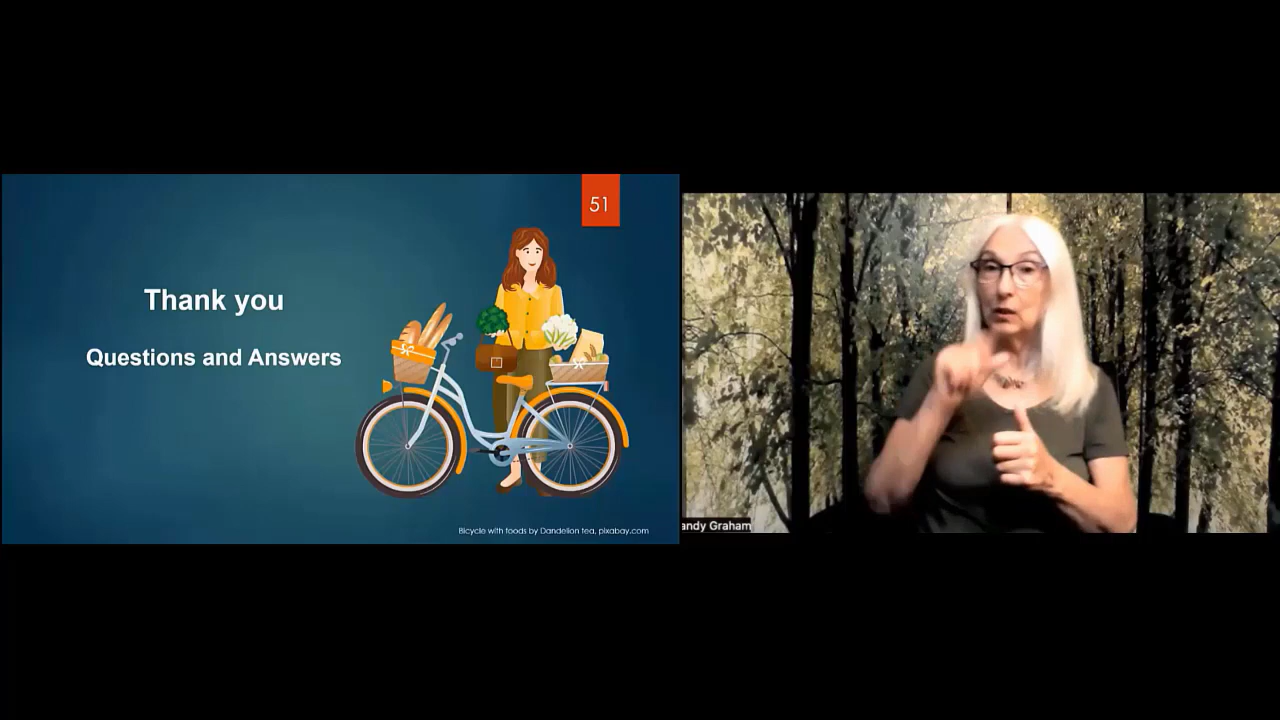 51
Thank you
Questions and Answers
Bicycle with foods by Dandelion tea, pixabay.com
andy Graham